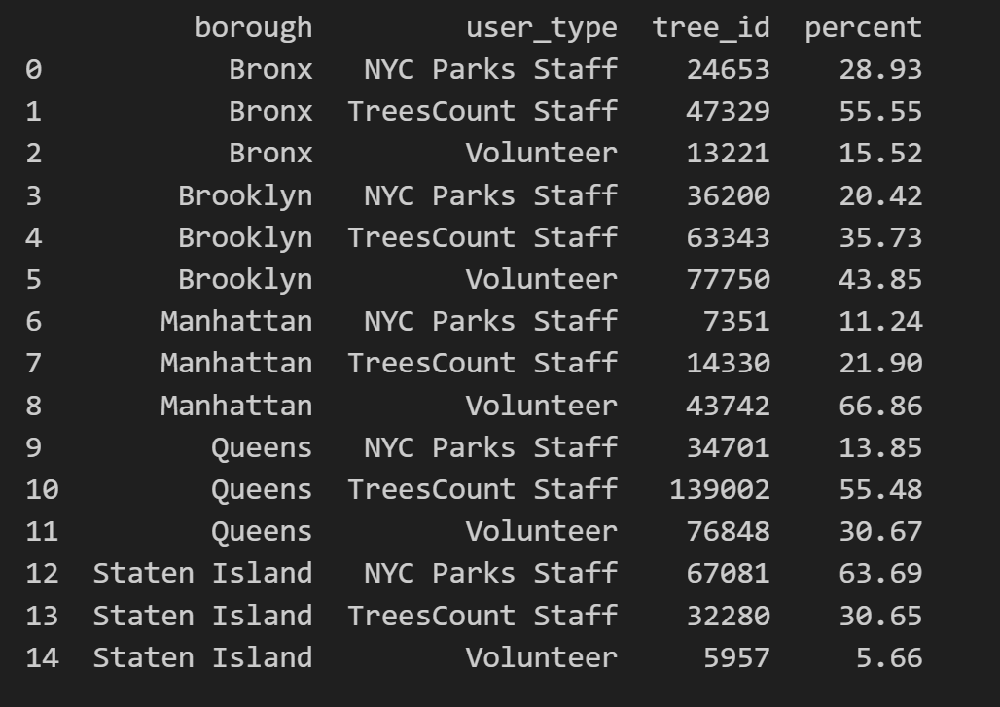 borough user_type tree_id percent
0 Bronx NYC Parks Staff 24653 28.93
1 Bronx TreesCount Staff 47329 55.55
2 Bronx Volunteer 13221 15.52
3 Brooklyn NYC Parks Staff 36200 20.42
4 Brooklyn TreesCount Staff 63343 35.73
5 Brooklyn Volunteer 77750 43.85
6 Manhattan NYC Parks Staff 7351 11.24
7 Manhattan TreesCount Staff 14330 21.90
8 Manhattan Volunteer 43742 66.86
9 Queens NYC Parks Staff 34701 13.85
10 Queens TreesCount Staff 139002 55.48
11 Queens Volunteer 76848 30.67
12 Staten Island NYC Parks Staff 67081 63.69
13 Staten Island TreesCount Staff 32280 30.65
14 Staten Island Volunteer 5957 5.66